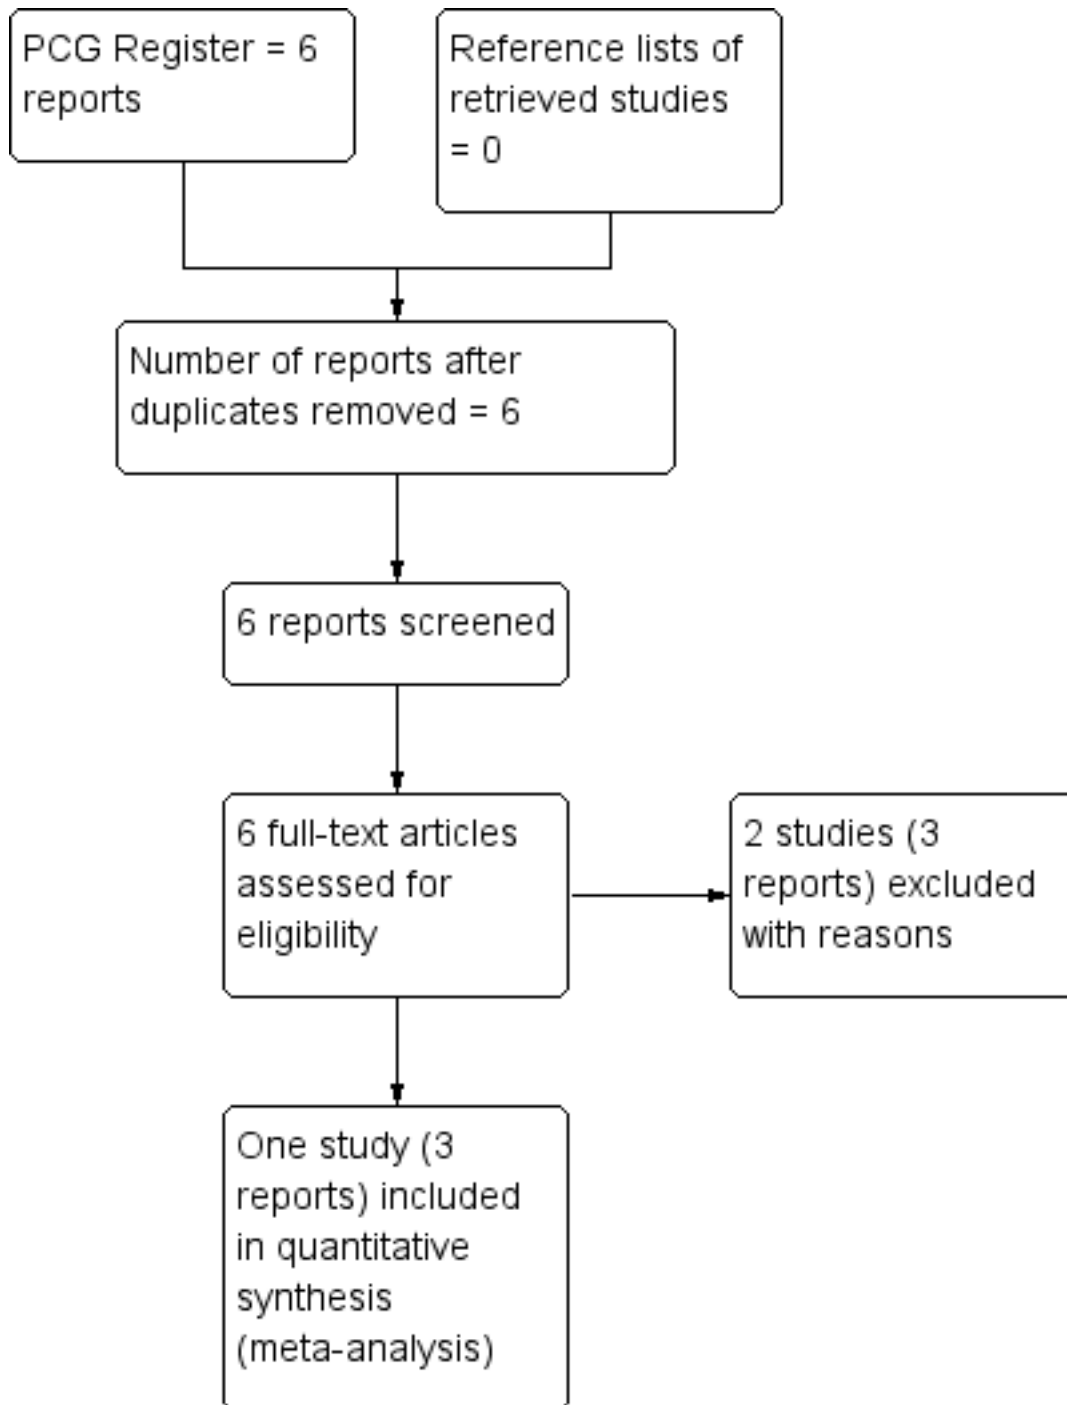 PCG Register = 6
reports
Reference lists of
retrieved studies
= 0
Number of reports after
duplicates removed = 6
6 reports screened
6 full-text articles
assessed for
eligibility
2 studies (3
reports) excluded
with reasons
One study (3
reports) included
in quantitative
synthesis
(meta-analysis)